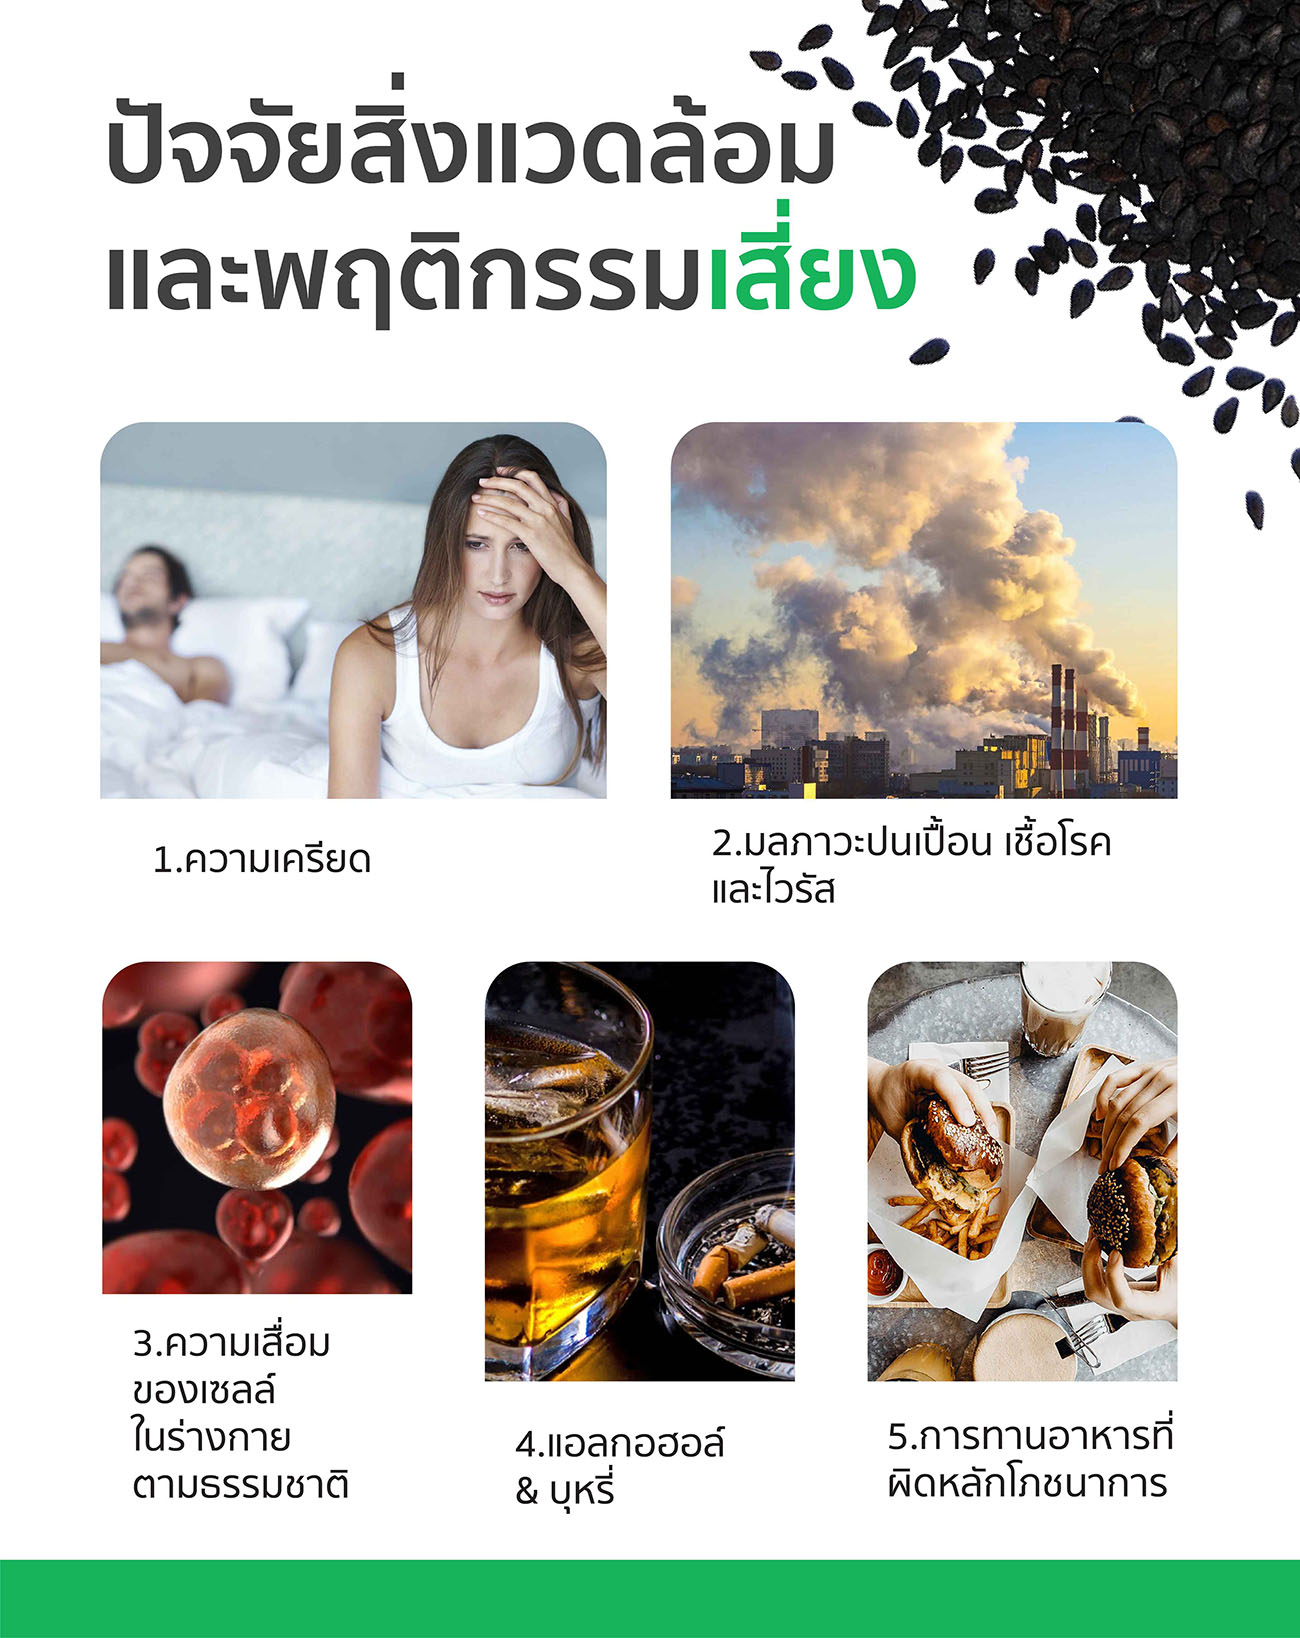 ปัจจัยสิ่งแวดล้อม
และพฤติกรรมเสี่ยง
1.ความเครียด
2.มลภาวะปนเปื้อน เชื้อโรค
และไวรัส
3.ความเสื่อม
ของเซลล์
ในร่างกาย
ตามธรรมชาติ
4.แอลกอฮอล์
& บุหรี่
5.การทานอาหารที่
ผิดหลักโภชนาการ